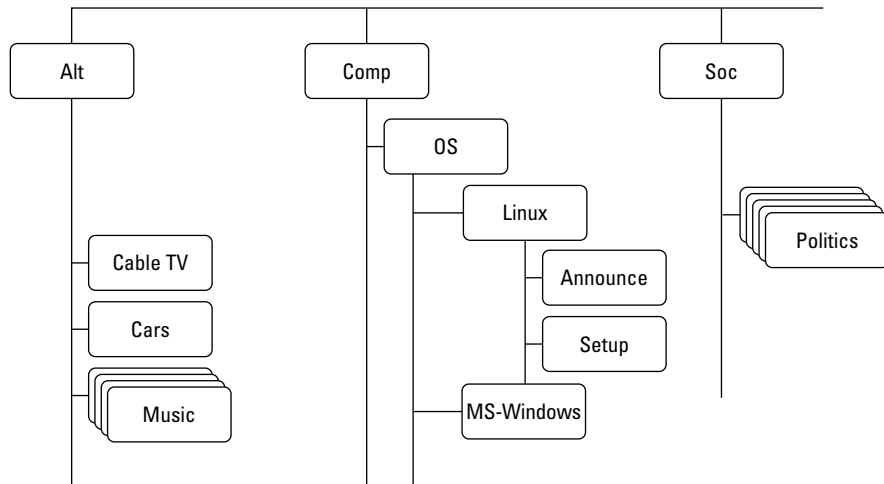 Alt
Comp
Soc
OS
Linux
Politics
Cable TV
Announce
Cars
Setup
Music
MS-Windows